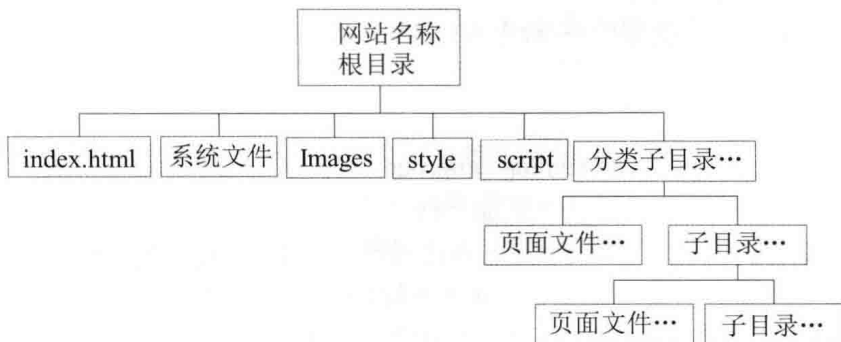 网站名称
根目录
index.html
系统文件
Images
style
script
分类子目录…
页面文件…
子目录…
页面文件…
子目录…